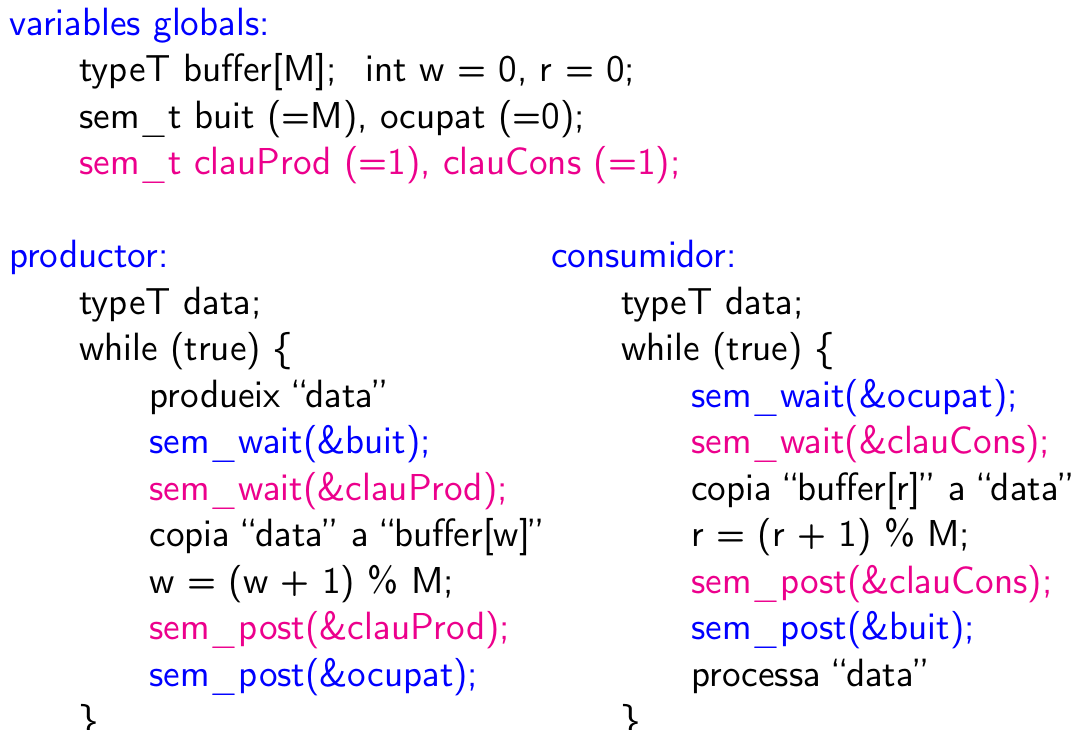 variables globals:
typeT buffer[M];  int w = 0, r = 0;
sem_t buit (=M), ocupat (=0);
sem_t clauProd (=1), clauCons (=1);
productor:
typeT data;
while (true) {
produeix “data”
sem_wait(&buit);
sem_wait(&clauProd);
copia “data” a “buffer[w]”
w = (w + 1) % M;
sem_post(&clauProd);
sem_post(&ocupat);
}
consumidor:
typeT data;
while (true) {
sem_wait(&ocupat);
sem_wait(&clauCons);
copia “buffer[r]” a “data”
r = (r + 1) % M;
sem_post(&clauCons);
sem_post(&buit);
processa “data”
}